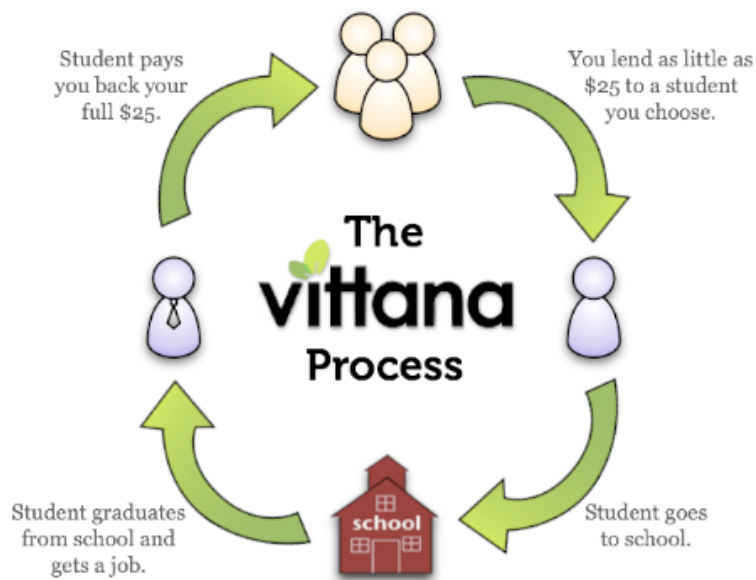 Student pays
you back your
full $25.
You lend as little as
$25 to a student
you choose.
The
vittana
Process
Student graduates
from school and
gets a job.
school
Student goes
to school.